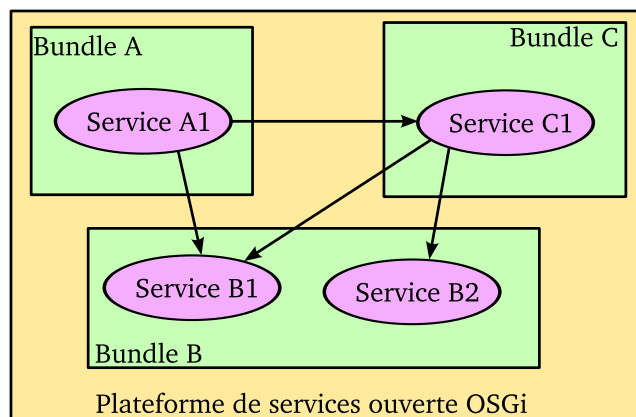 Bundle A
Bundle C
Service A1
Service C1
Service B1
Service B2
Bundle B
Plateforme de services ouverte OSGi